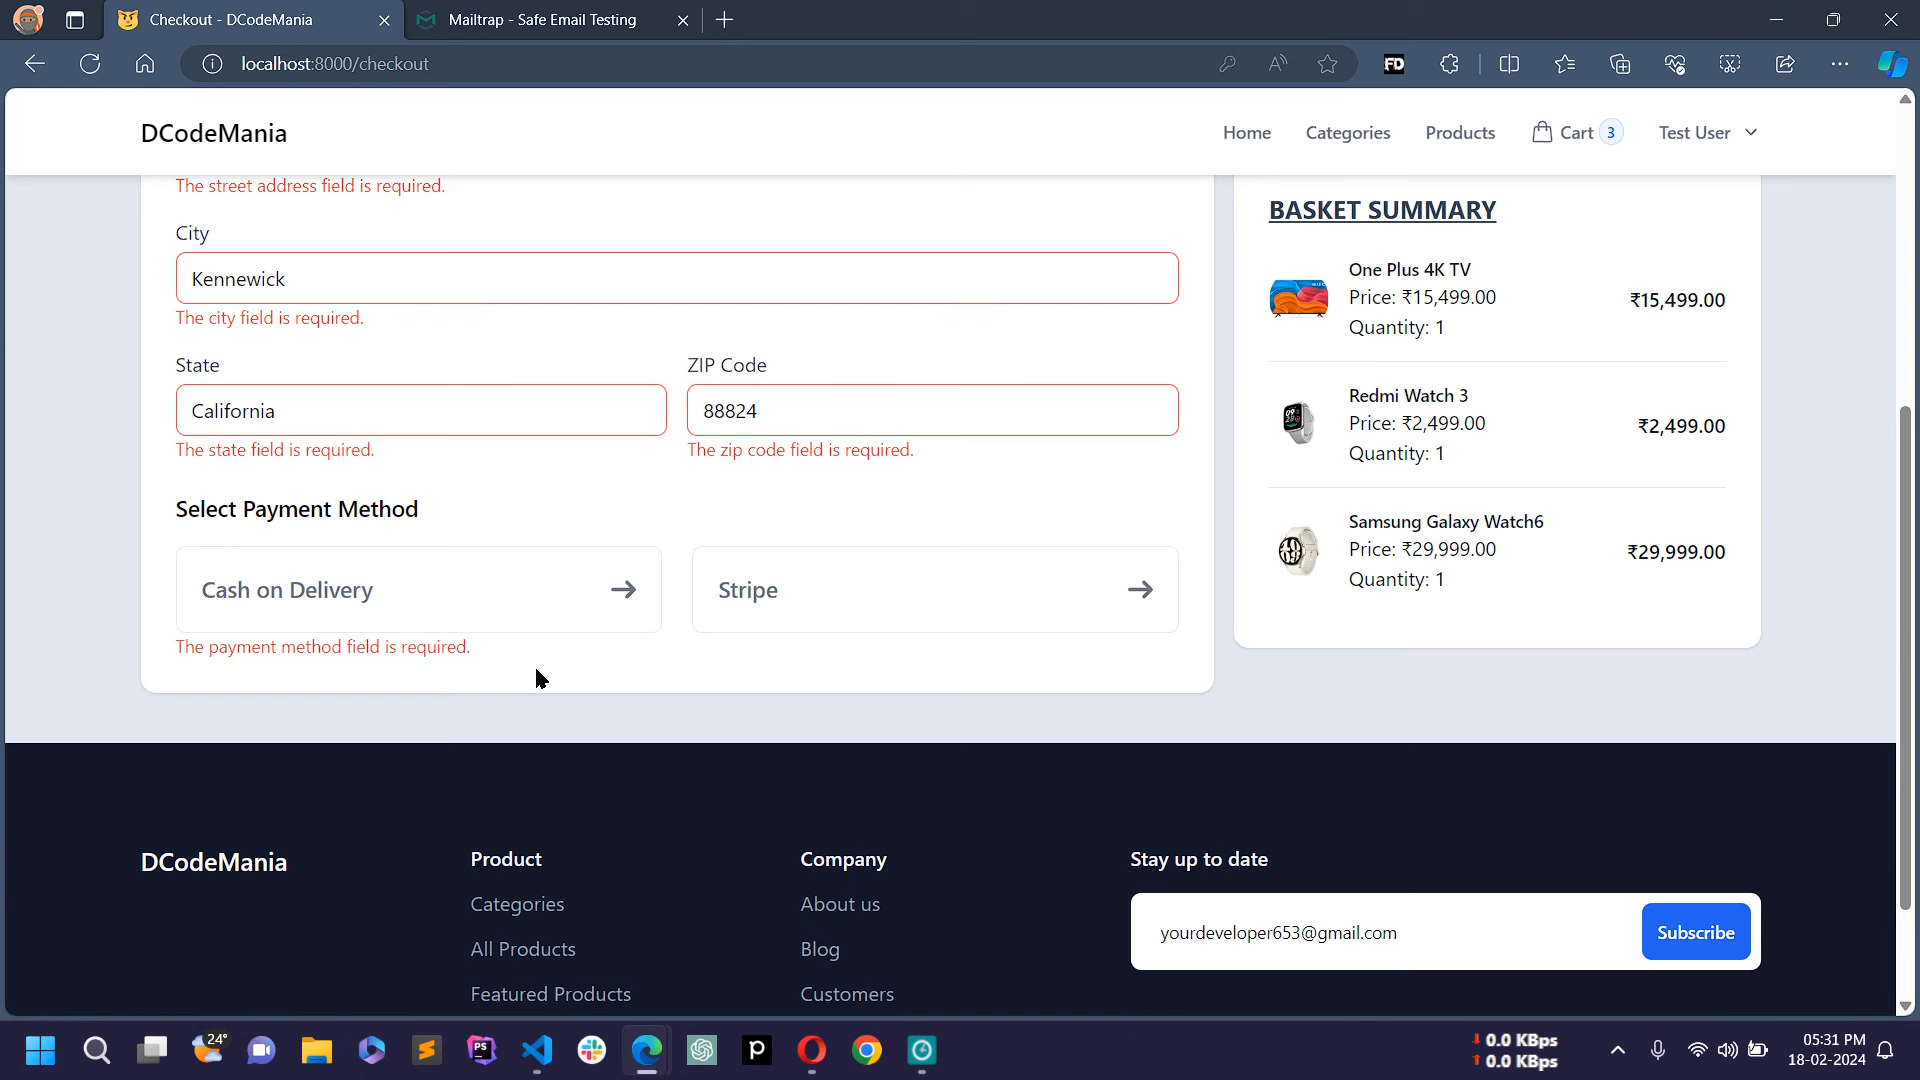 Checkout - DCodeMania
Mailtrap - Safe Email Testing
localhost:8000/checkout
FD
DCodeMania
Home
Categories
Products
Cart 3
Test User
The street address field is required.
City
Kennewick
The city field is required.
State
California
The state field is required.
ZIP Code
88824
The zip code field is required.
Select Payment Method
Cash on Delivery
Stripe
The payment method field is required.
BASKET SUMMARY
One Plus 4K TV
Price: ₹15,499.00
Quantity: 1
₹15,499.00
Redmi Watch 3
Price: ₹2,499.00
Quantity: 1
₹2,499.00
Samsung Galaxy Watch6
Price: ₹29,999.00
Quantity: 1
₹29,999.00
DCodeMania
Product
Categories
All Products
Featured Products
Company
About us
Blog
Customers
Stay up to date
yourdeveloper653@gmail.com
Subscribe
24°
PS
P
0.0 KBps
0.0 KBps
05:31 PM
18-02-2024